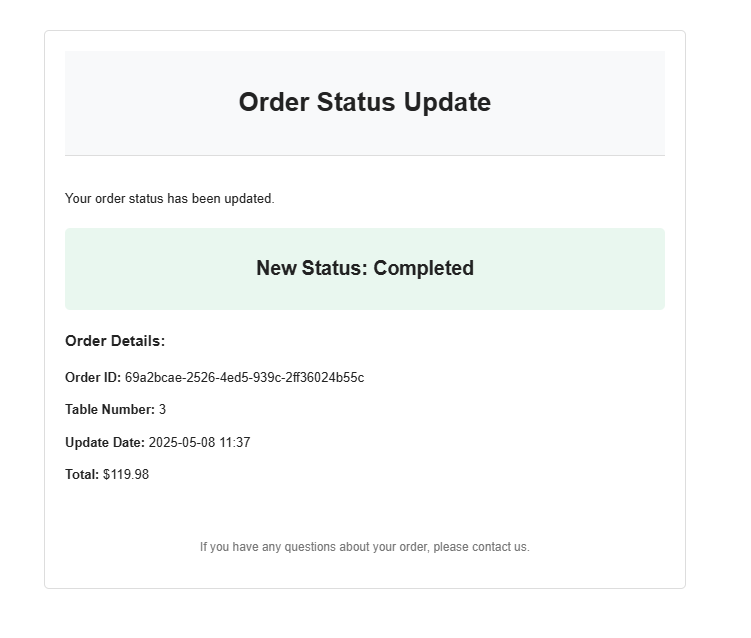 Order Status Update
Your order status has been updated.
New Status: Completed
Order Details:
Order ID: 69a2bcae-2526-4ed5-939c-2ff36024b55c
Table Number: 3
Update Date: 2025-05-08 11:37
Total: $119.98
If you have any questions about your order, please contact us.